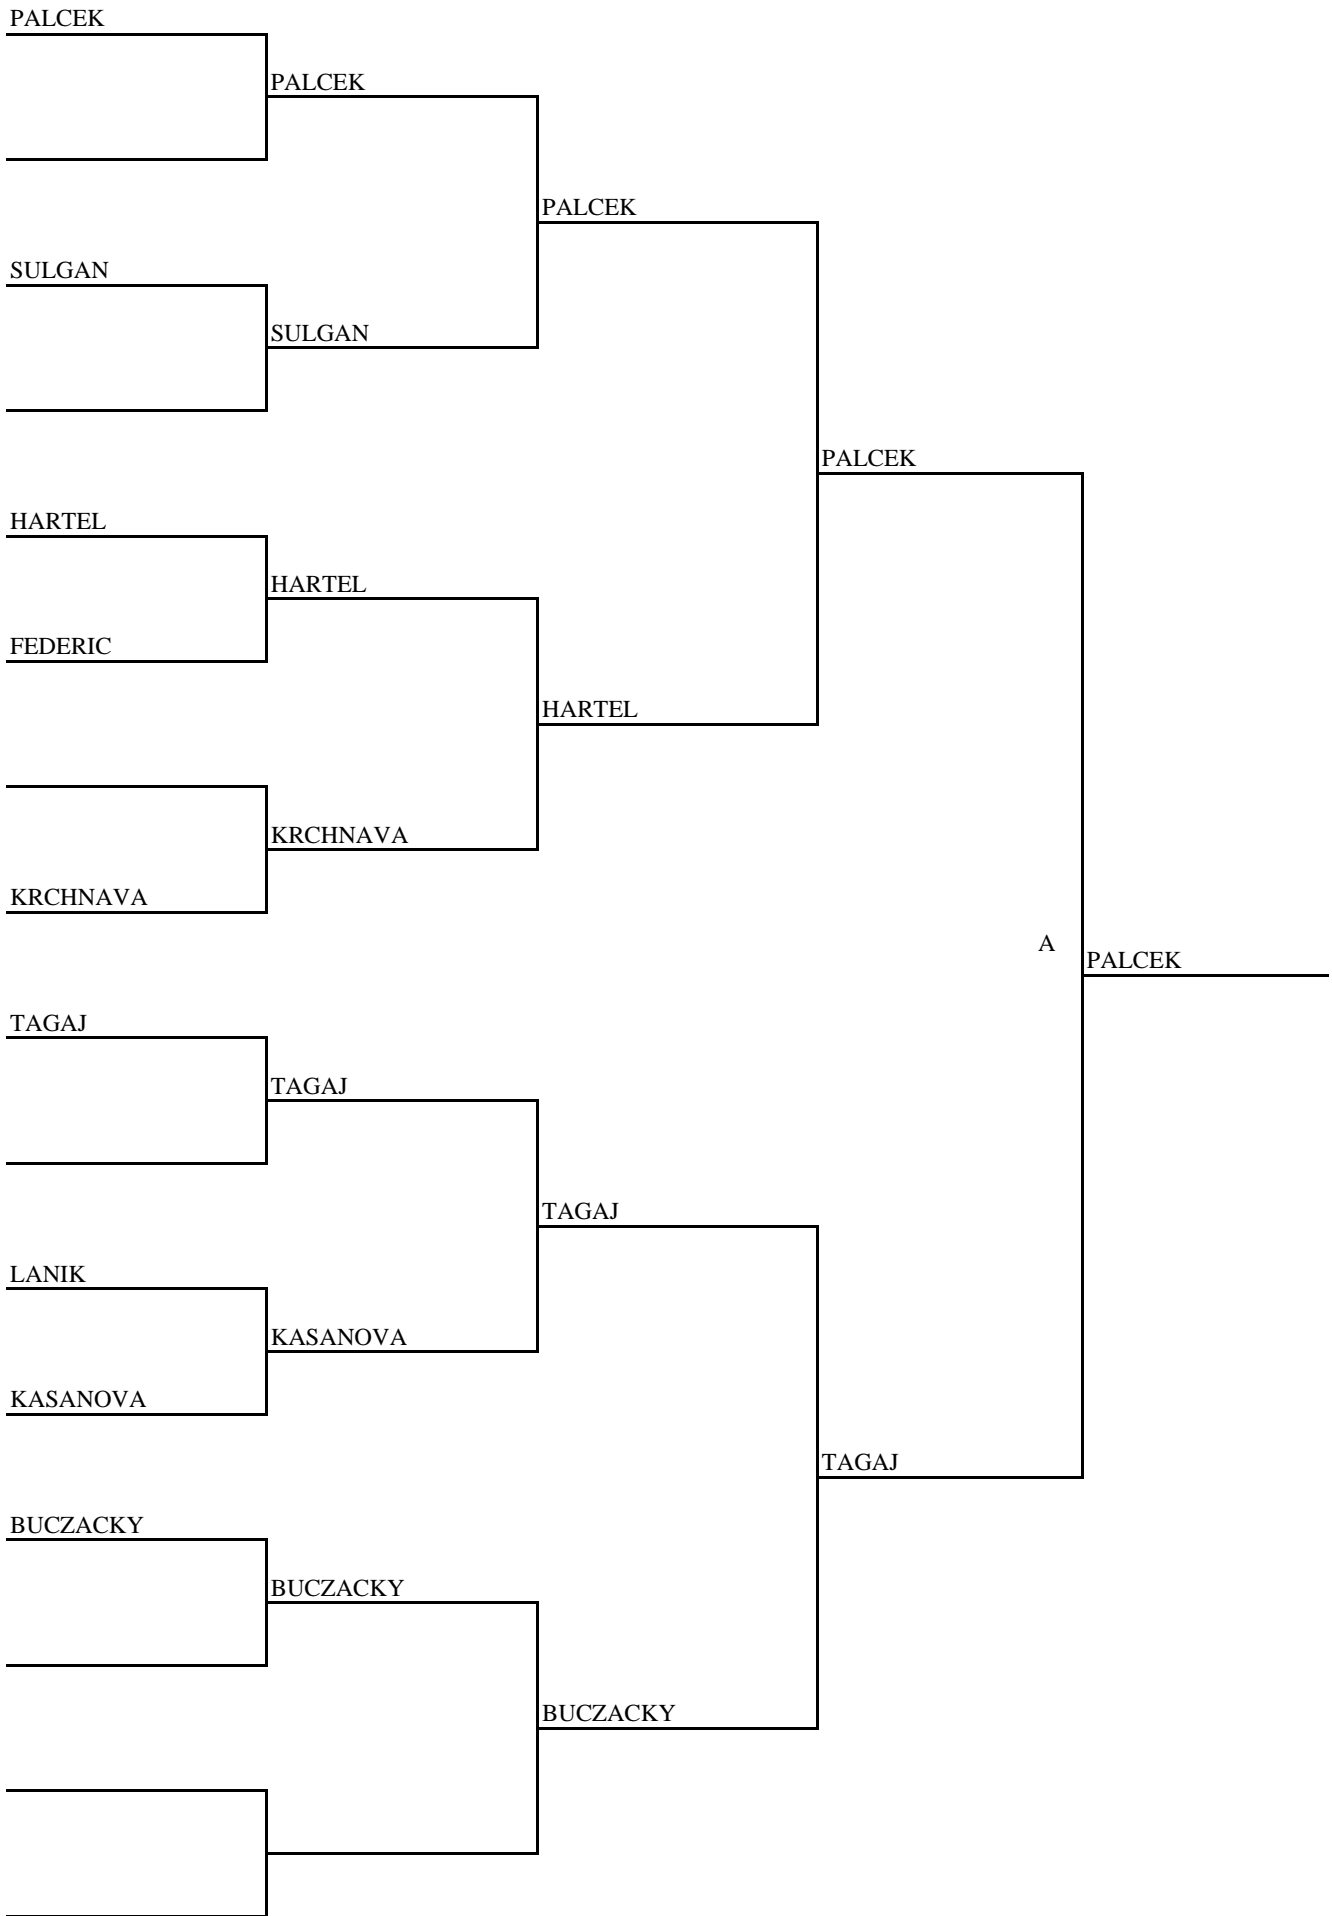 PALCEK
PALCEK
PALCEK
SULGAN
SULGAN
PALCEK
HARTEL
HARTEL
FEDERIC
HARTEL
KRCHNAVA
KRCHNAVA
A
PALCEK
TAGAJ
TAGAJ
TAGAJ
LANIK
KASANOVA
KASANOVA
TAGAJ
BUCZACKY
BUCZACKY
BUCZACKY